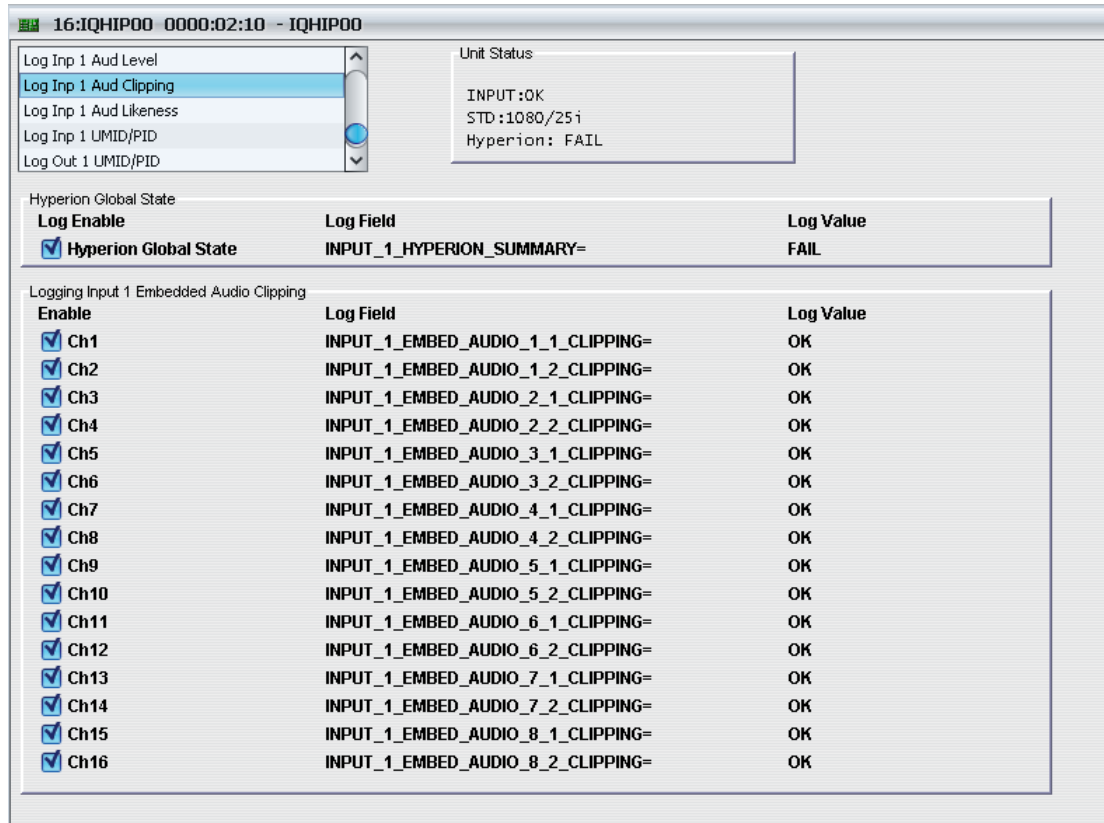 16:IQHIP00 0000:02:10 - IQHIP00
Log Inp 1 Aud Level
Log Inp 1 Aud Clipping
Log Inp 1 Aud Likeness
Log Inp 1 UMID/PID
Log Out 1 UMID/PID
Unit Status
INPUT:OK
STD:1080/25i
Hyperion: FAIL
Hyperion Global State
Log Enable Log Field Log Value
Hyperion Global State INPUT_1_HYPERION_SUMMARY= FAIL
Logging Input 1 Embedded Audio Clipping
Enable Log Field Log Value
Ch1 INPUT_1_EMBED_AUDIO_1_1_CLIPPING= OK
Ch2 INPUT_1_EMBED_AUDIO_1_2_CLIPPING= OK
Ch3 INPUT_1_EMBED_AUDIO_2_1_CLIPPING= OK
Ch4 INPUT_1_EMBED_AUDIO_2_2_CLIPPING= OK
Ch5 INPUT_1_EMBED_AUDIO_3_1_CLIPPING= OK
Ch6 INPUT_1_EMBED_AUDIO_3_2_CLIPPING= OK
Ch7 INPUT_1_EMBED_AUDIO_4_1_CLIPPING= OK
Ch8 INPUT_1_EMBED_AUDIO_4_2_CLIPPING= OK
Ch9 INPUT_1_EMBED_AUDIO_5_1_CLIPPING= OK
Ch10 INPUT_1_EMBED_AUDIO_5_2_CLIPPING= OK
Ch11 INPUT_1_EMBED_AUDIO_6_1_CLIPPING= OK
Ch12 INPUT_1_EMBED_AUDIO_6_2_CLIPPING= OK
Ch13 INPUT_1_EMBED_AUDIO_7_1_CLIPPING= OK
Ch14 INPUT_1_EMBED_AUDIO_7_2_CLIPPING= OK
Ch15 INPUT_1_EMBED_AUDIO_8_1_CLIPPING= OK
Ch16 INPUT_1_EMBED_AUDIO_8_2_CLIPPING= OK